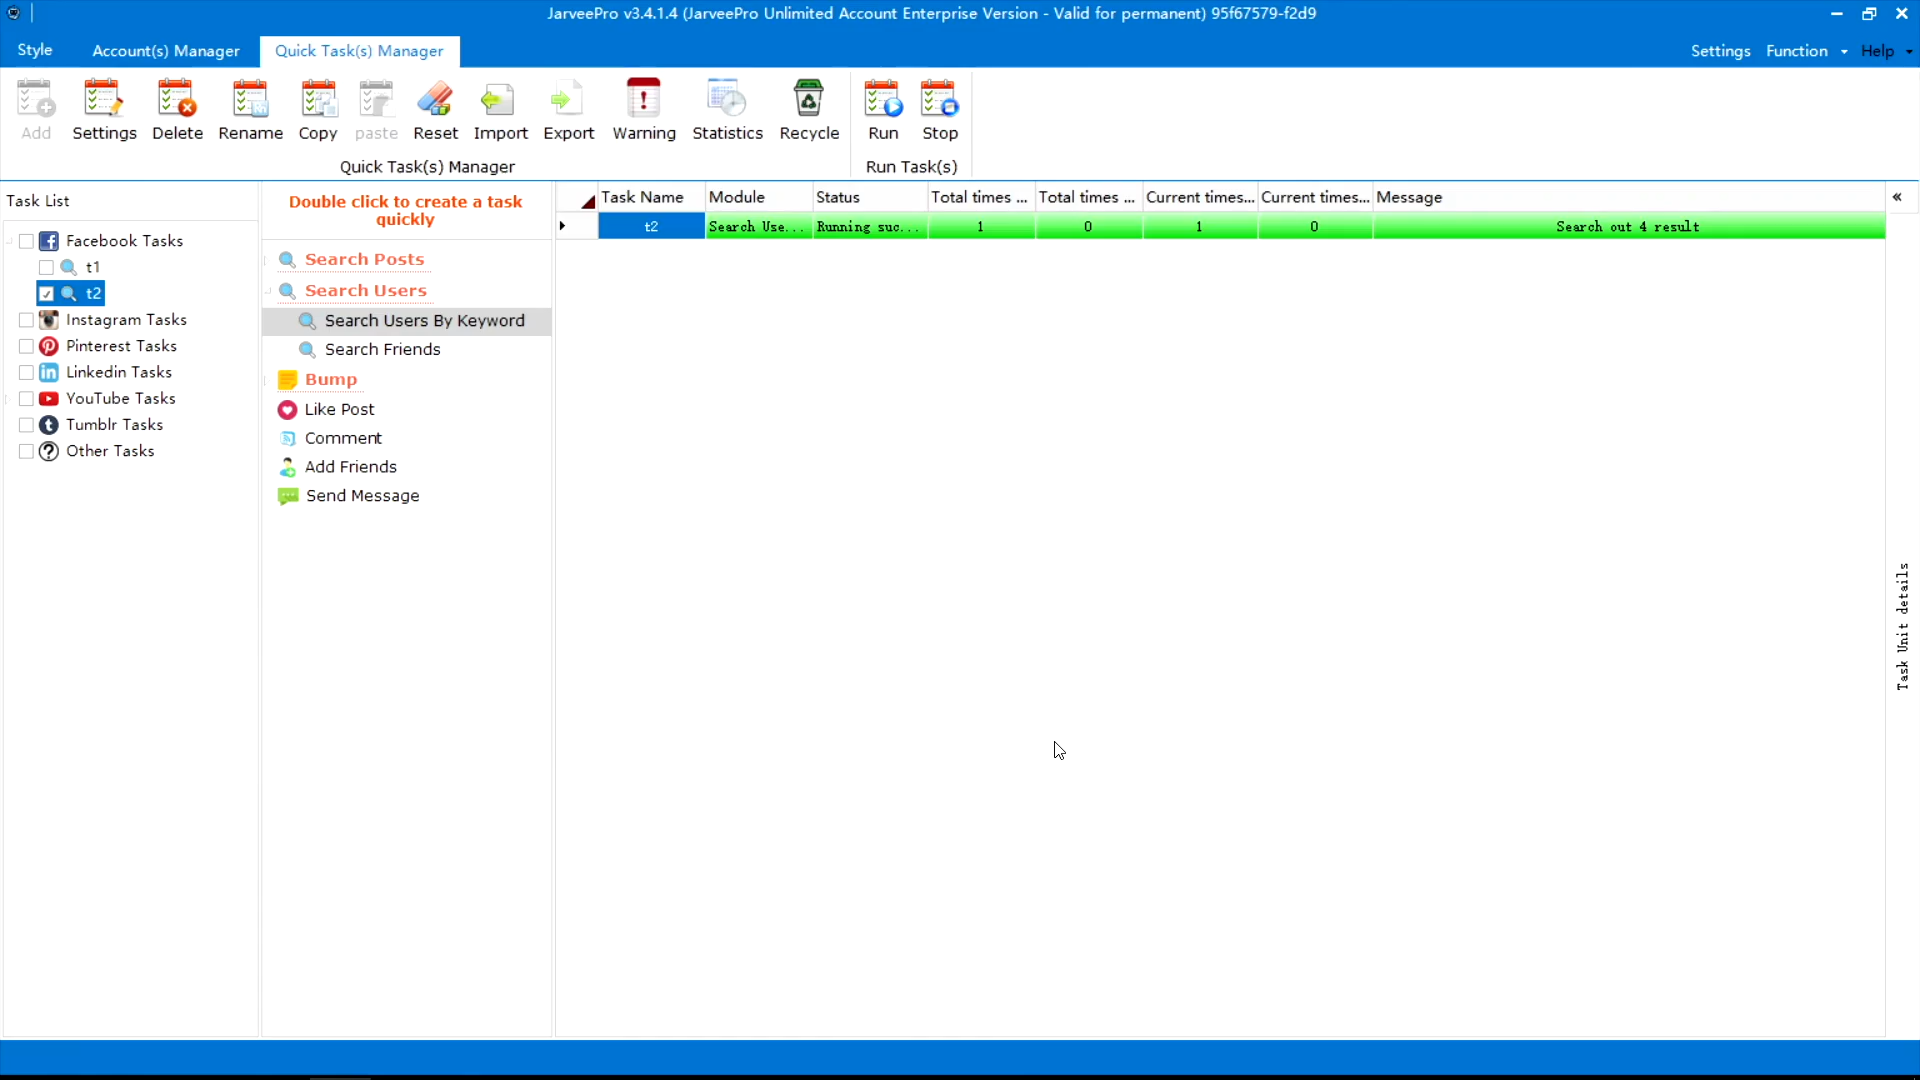 JarveePro v3.4.1.4 (JarveePro Unlimited Account Enterprise Version - Valid for permanent) 95f67579-f2d9
Style Account(s) Manager Quick Task(s) Manager Settings Function Help
Add Settings Delete Rename Copy paste Reset Import Export Warning Statistics Recycle Run Stop
Quick Task(s) Manager Run Task(s)
Task List
Facebook Tasks
t1
t2
Instagram Tasks
Pinterest Tasks
Linkedin Tasks
YouTube Tasks
Tumblr Tasks
Other Tasks
Double click to create a task
quickly
Search Posts
Search Users
Search Users By Keyword
Search Friends
Bump
Like Post
Comment
Add Friends
Send Message
Task Name Module Status Total times ... Total times ... Current times... Current times... Message
t2 Search Use... Running suc... 1 0 1 0 Search out 4 result
Task Unit details